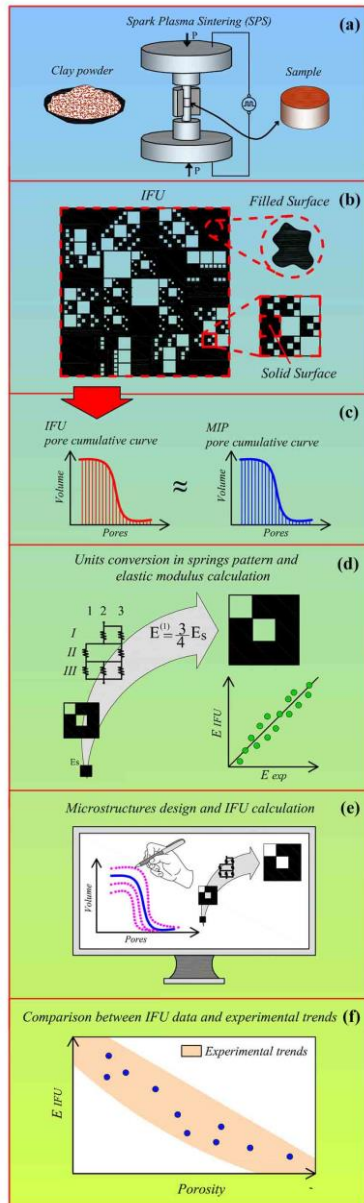 Spark Plasma Sintering (SPS)
(a)
P
Clay powder
Sample
P
IFU
(b)
Filled Surface
Solid Surface
(c)
IFU
pore cumulative curve
MIP
pore cumulative curve
Volume
Pores
≈
Volume
Pores
Units conversion in springs pattern and
elastic modulus calculation
(d)
1 2 3
I
II
III
E(1) = 3/4 Es
Es
E IFU
E exp
(e)
Microstructures design and IFU calculation
Volume
Pores
Comparison between IFU data and experimental trends
(f)
Experimental trends
E IFU
Porosity